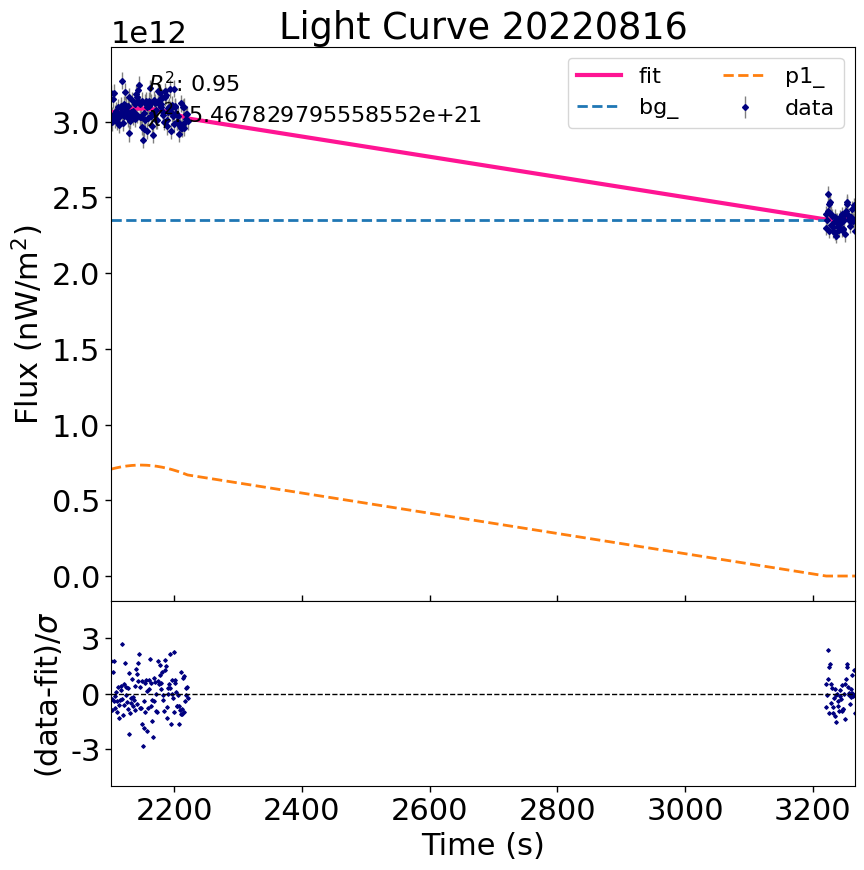 Light Curve 20220816
1e12
R²: 0.95
5.467829795558552e+21
fit
bg_
p1_
data
3.0
2.5
2.0
1.5
1.0
0.5
0.0
Flux (nW/m²)
3
0
-3
(data-fit)/σ
2200 2400 2600 2800 3000 3200
Time (s)